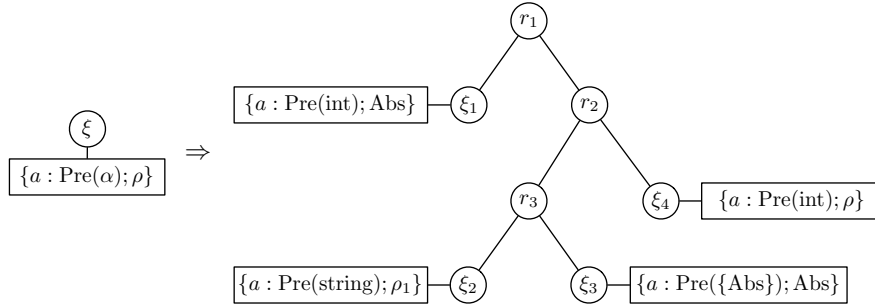 r₁
{a : Pre(int); Abs} ξ₁ r₂
ξ
{a : Pre(α); ρ} ⇒
r₃ ξ₄ {a : Pre(int); ρ}
{a : Pre(string); ρ₁} ξ₂ ξ₃ {a : Pre({Abs}); Abs}